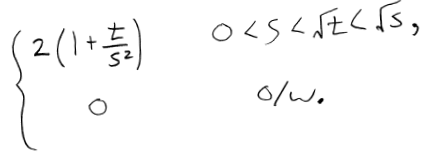 { 2(1 + t/s²)    0 < s < √t < √s,
0    o/w.